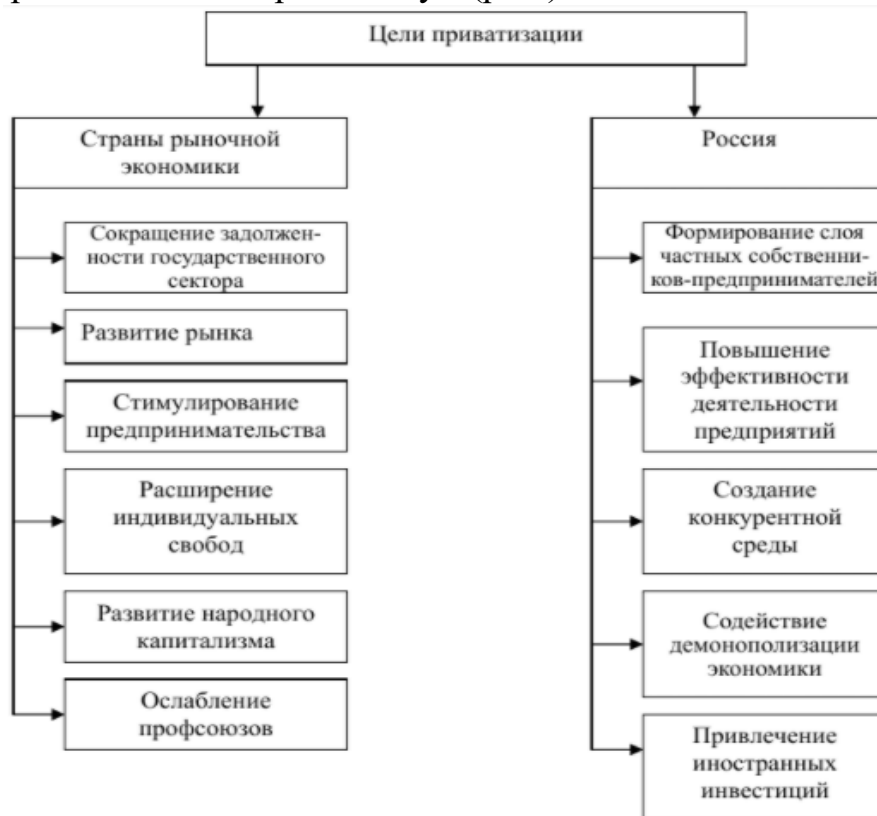 Цели приватизации
Страны рыночной
экономики
Сокращение задолжен-
ности государственного
сектора
Развитие рынка
Стимулирование
предпринимательства
Расширение
индивидуальных
свобод
Развитие народного
капитализма
Ослабление
профсоюзов
Россия
Формирование слоя
частных собственни-
ков-предпринимателей
Повышение
эффективности
деятельности
предприятий
Создание
конкурентной
среды
Содействие
демонополизации
экономики
Привлечение
иностранных
инвестиций